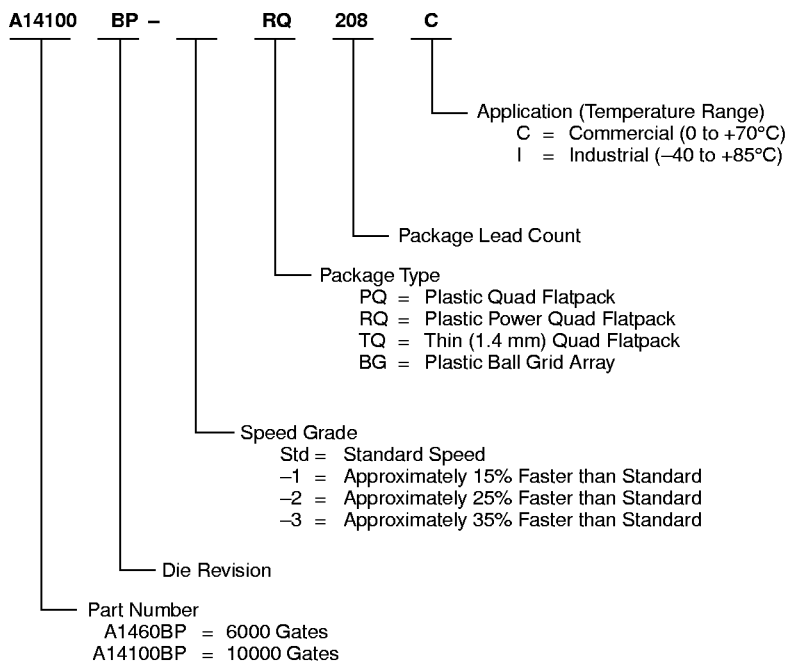 A14100 BP – RQ 208 C
Application (Temperature Range)
C = Commercial (0 to +70°C)
I = Industrial (–40 to +85°C)
Package Lead Count
Package Type
PQ = Plastic Quad Flatpack
RQ = Plastic Power Quad Flatpack
TQ = Thin (1.4 mm) Quad Flatpack
BG = Plastic Ball Grid Array
Speed Grade
Std = Standard Speed
–1 = Approximately 15% Faster than Standard
–2 = Approximately 25% Faster than Standard
–3 = Approximately 35% Faster than Standard
Die Revision
Part Number
A1460BP = 6000 Gates
A14100BP = 10000 Gates